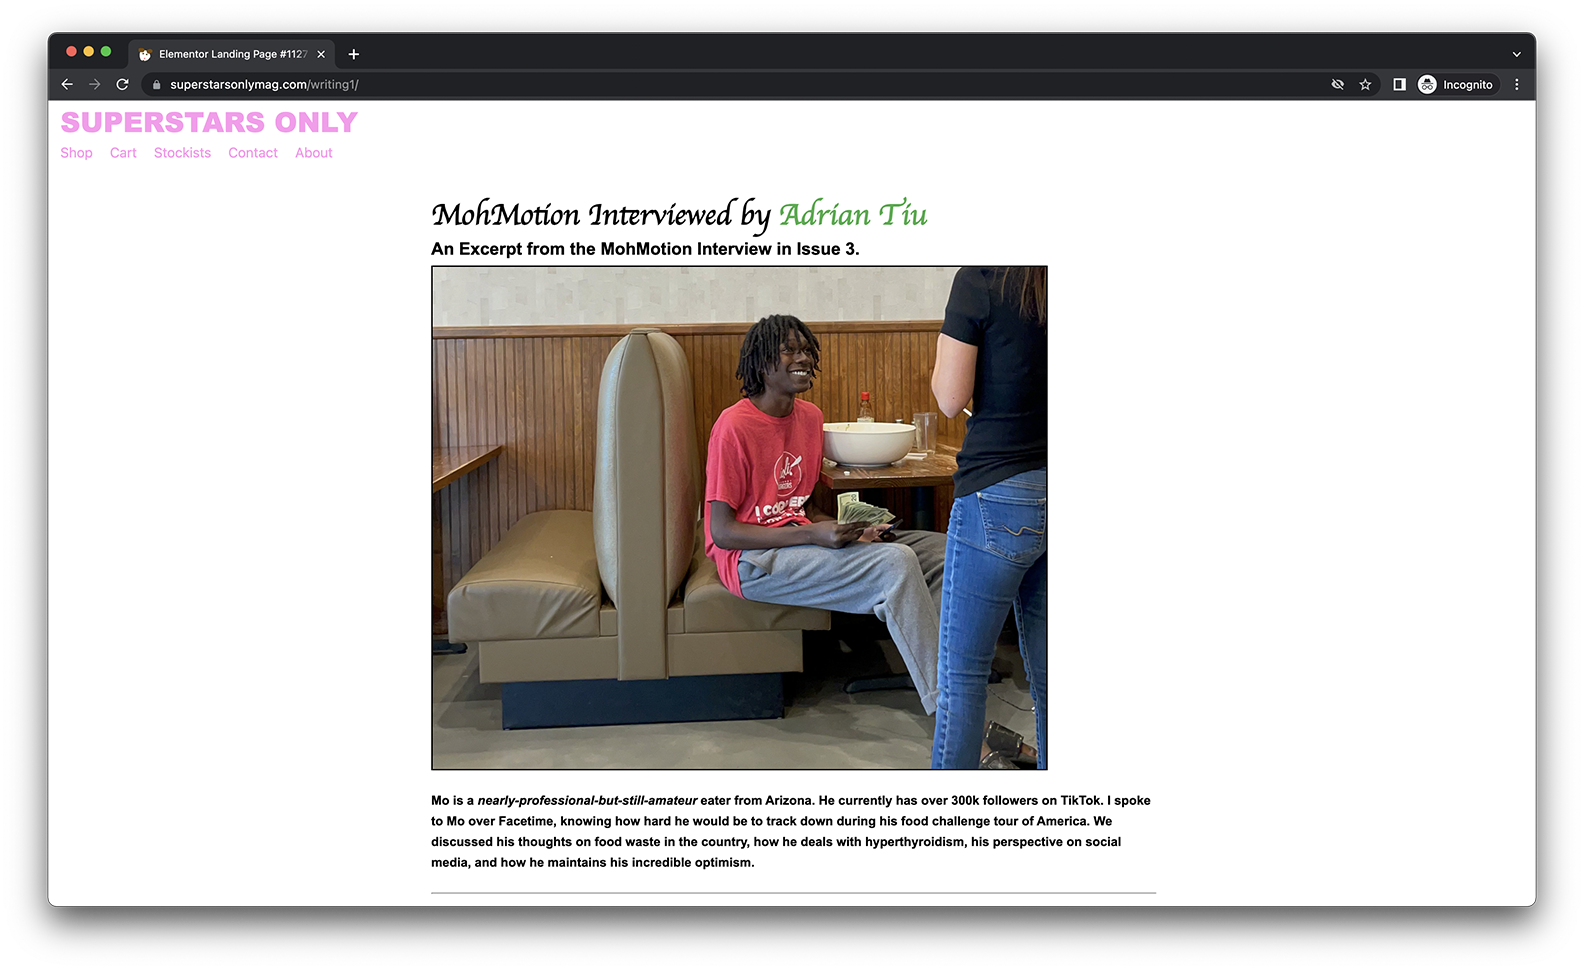 Elementor Landing Page #1127
superstarsonlymag.com/writing1/
Incognito
SUPERSTARS ONLY
Shop Cart Stockists Contact About
MohMotion Interviewed by Adrian Tiu
An Excerpt from the MohMotion Interview in Issue 3.
Mo is a nearly-professional-but-still-amateur eater from Arizona. He currently has over 300k followers on TikTok. I spoke
to Mo over Facetime, knowing how hard he would be to track down during his food challenge tour of America. We
discussed his thoughts on food waste in the country, how he deals with hyperthyroidism, his perspective on social
media, and how he maintains his incredible optimism.